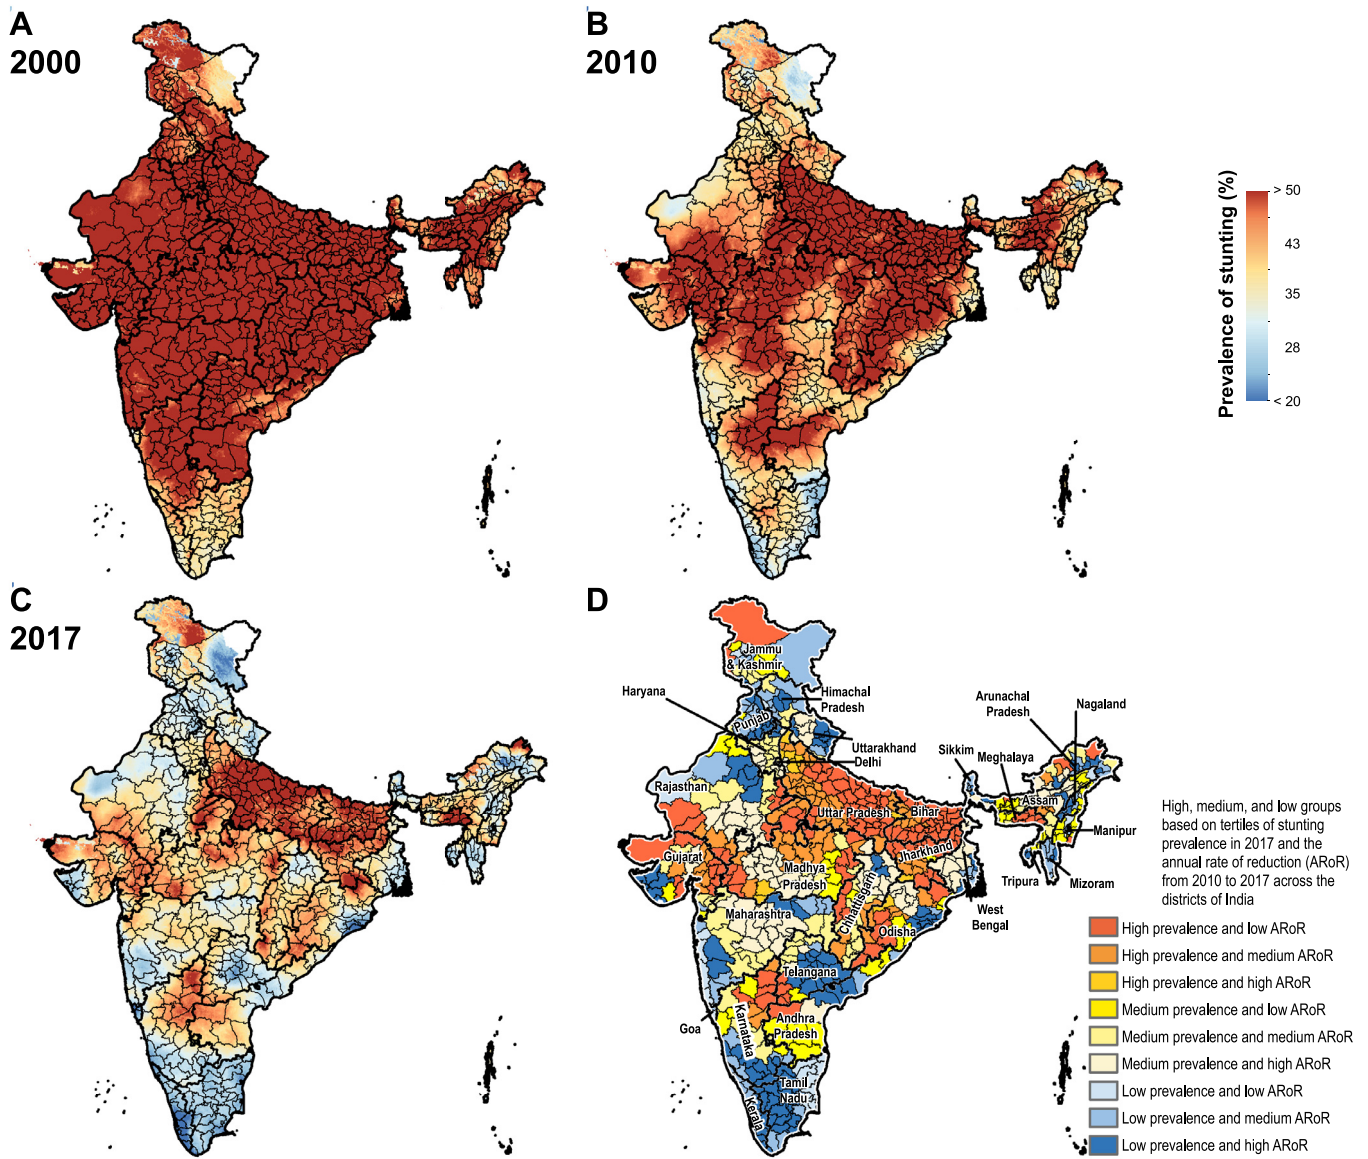 A
2000
B
2010
Prevalence of stunting (%)
> 50
43
35
28
< 20
C
2017
D
Jammu
& Kashmir
Haryana
Himachal
Pradesh
Punjab
Uttarakhand
Delhi
Rajasthan
Uttar Pradesh
Bihar
Sikkim
Arunachal
Pradesh
Nagaland
Meghalaya
Assam
Manipur
Mizoram
Tripura
West
Bengal
Jharkhand
Gujarat
Madhya
Pradesh
Chhattisgarh
Maharashtra
Odisha
Telangana
Goa
Karnataka
Andhra
Pradesh
Tamil
Nadu
Kerala
High, medium, and low groups
based on tertiles of stunting
prevalence in 2017 and the
annual rate of reduction (ARoR)
from 2010 to 2017 across the
districts of India
High prevalence and low ARoR
High prevalence and medium ARoR
High prevalence and high ARoR
Medium prevalence and low ARoR
Medium prevalence and medium ARoR
Medium prevalence and high ARoR
Low prevalence and low ARoR
Low prevalence and medium ARoR
Low prevalence and high ARoR